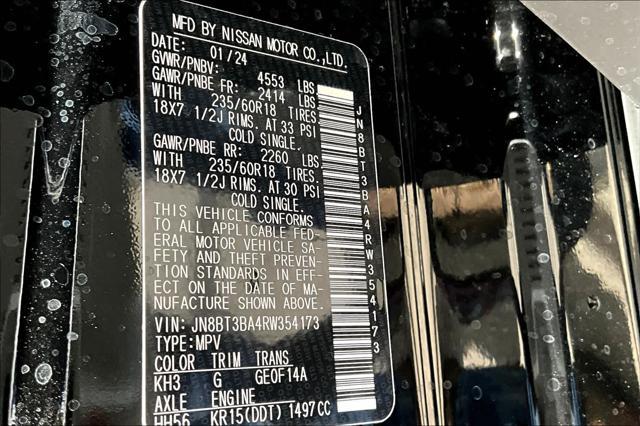 MFD BY NISSAN MOTOR CO., LTD.
DATE: 01/24
GVWR/PNBV: 4553 LBS
GAWR/PNBE FR: 2414 LBS
WITH 235/60R18 TIRES
18X7 1/2J RIMS. AT 33 PSI
COLD SINGLE.
GAWR/PNBE RR: 2260 LBS
WITH 235/60R18 TIRES.
18X7 1/2J RIMS. AT 30 PSI
COLD SINGLE.
THIS VEHICLE CONFORMS
TO ALL APPLICABLE FED-
ERAL MOTOR VEHICLE SA-
FETY AND THEFT PREVEN-
TION STANDARDS IN EFF-
ECT ON THE DATE OF MA-
NUFACTURE SHOWN ABOVE.
VIN: JN8BT3BA4RW354173
TYPE: MPV
COLOR TRIM TRANS
KH3 G GEOF14A
AXLE ENGINE
HH56 KR15(DDT) 1497CC
JN8BT3BA4RW354173